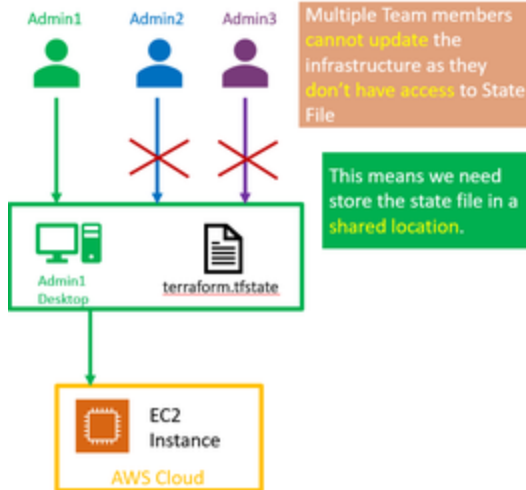 Admin1
Admin2
Admin3
Multiple Team members
cannot update the
infrastructure as they
don't have access to State
File
This means we need
store the state file in a
shared location.
Admin1
Desktop
terraform.tfstate
EC2
Instance
AWS Cloud